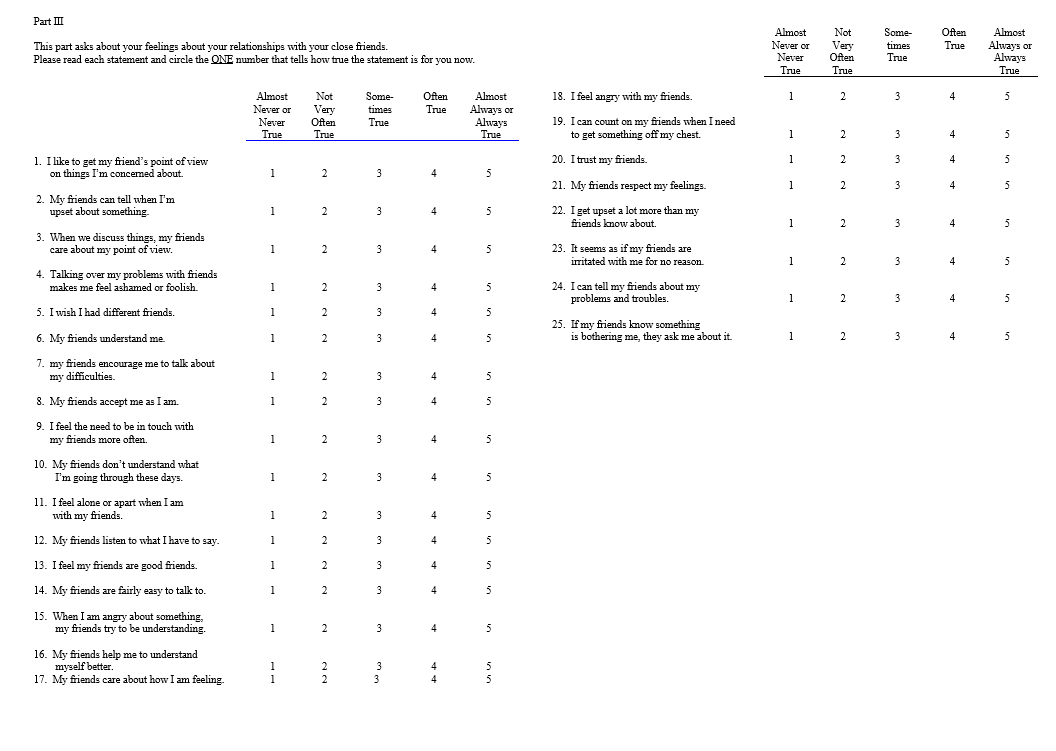 Part III
This part asks about your feelings about your relationships with your close friends.
Please read each statement and circle the ONE number that tells how true the statement is for you now.
Almost Not Some- Often Almost
Never or Very times True Always or
Never Often True Always
True True True
1. I like to get my friend's point of view
on things I'm concerned about. 1 2 3 4 5
2. My friends can tell when I'm
upset about something. 1 2 3 4 5
3. When we discuss things, my friends
care about my point of view. 1 2 3 4 5
4. Talking over my problems with friends
makes me feel ashamed or foolish. 1 2 3 4 5
5. I wish I had different friends. 1 2 3 4 5
6. My friends understand me. 1 2 3 4 5
7. my friends encourage me to talk about
my difficulties. 1 2 3 4 5
8. My friends accept me as I am. 1 2 3 4 5
9. I feel the need to be in touch with
my friends more often. 1 2 3 4 5
10. My friends don't understand what
I'm going through these days. 1 2 3 4 5
11. I feel alone or apart when I am
with my friends. 1 2 3 4 5
12. My friends listen to what I have to say. 1 2 3 4 5
13. I feel my friends are good friends. 1 2 3 4 5
14. My friends are fairly easy to talk to. 1 2 3 4 5
15. When I am angry about something,
my friends try to be understanding. 1 2 3 4 5
16. My friends help me to understand
myself better. 1 2 3 4 5
17. My friends care about how I am feeling. 1 2 3 4 5
Almost Not Some- Often Almost
Never or Very times True Always or
Never Often True Always
True True True
18. I feel angry with my friends. 1 2 3 4 5
19. I can count on my friends when I need
to get something off my chest. 1 2 3 4 5
20. I trust my friends. 1 2 3 4 5
21. My friends respect my feelings. 1 2 3 4 5
22. I get upset a lot more than my
friends know about. 1 2 3 4 5
23. It seems as if my friends are
irritated with me for no reason. 1 2 3 4 5
24. I can tell my friends about my
problems and troubles. 1 2 3 4 5
25. If my friends know something
is bothering me, they ask me about it. 1 2 3 4 5